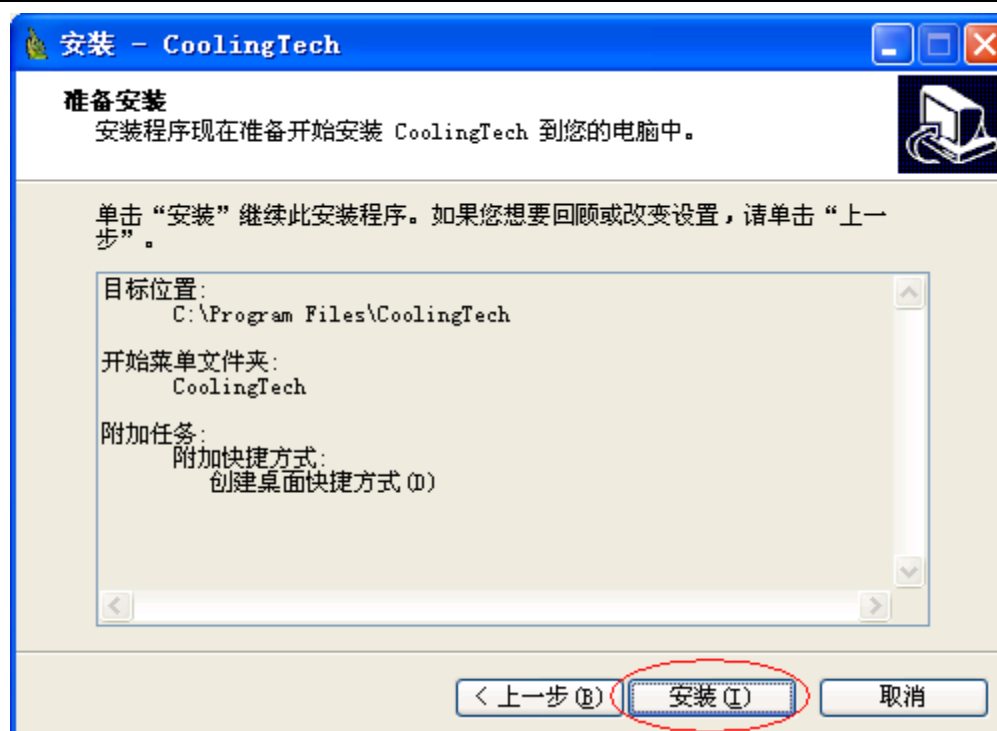 安装 - CoolingTech
准备安装
安装程序现在准备开始安装 CoolingTech 到您的电脑中。
单击“安装”继续此安装程序。如果您想要回顾或改变设置，请单击“上一
步”。
目标位置:
C:\Program Files\CoolingTech
开始菜单文件夹:
CoolingTech
附加任务:
附加快捷方式:
创建桌面快捷方式(D)
< 上一步(B)
安装(I)
取消